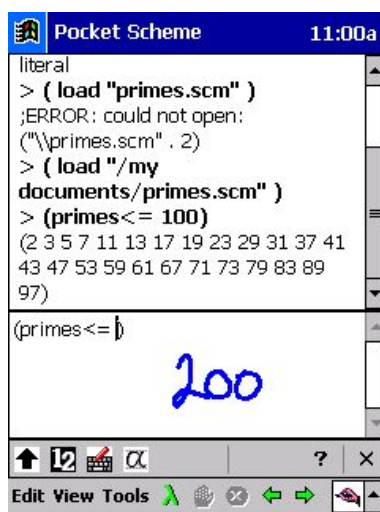 Pocket Scheme 11:00a
literal
> ( load "primes.scm" )
;ERROR: could not open:
("\\primes.scm" . 2)
> ( load "/my
documents/primes.scm" )
> (primes<= 100)
(2 3 5 7 11 13 17 19 23 29 31 37 41
43 47 53 59 61 67 71 73 79 83 89
97)
(primes<= )
200
12 α ? ×
Edit View Tools λ